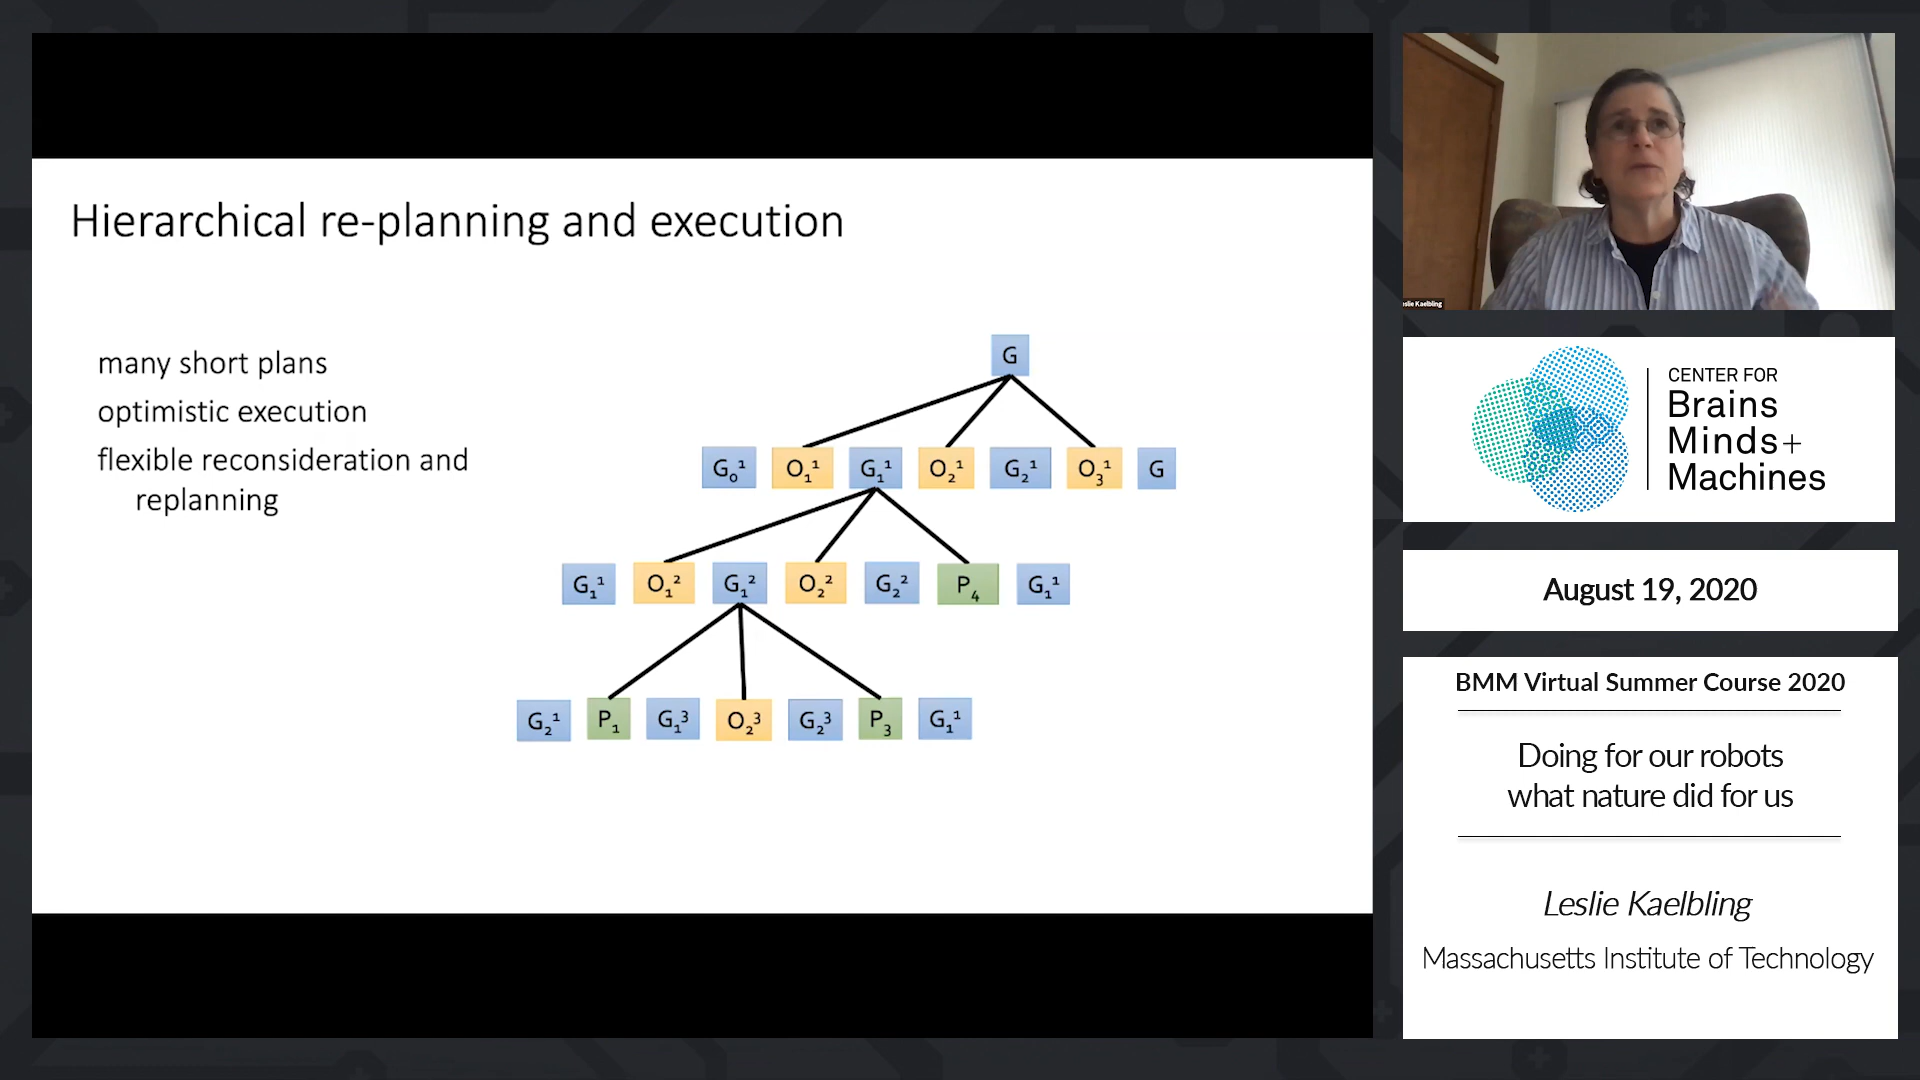 Hierarchical re-planning and execution
many short plans
optimistic execution
flexible reconsideration and
replanning
G
G₀¹ O₁¹ G₁¹ O₂¹ G₂¹ O₃¹ G
G₁¹ O₁² G₁² O₂² G₂² P₄ G₁¹
G₂¹ P₁ G₁³ O₂³ G₂³ P₃ G₁¹
Leslie Kaelbling
CENTER FOR
Brains
Minds+
Machines
August 19, 2020
BMM Virtual Summer Course 2020
Doing for our robots
what nature did for us
Leslie Kaelbling
Massachusetts Institute of Technology